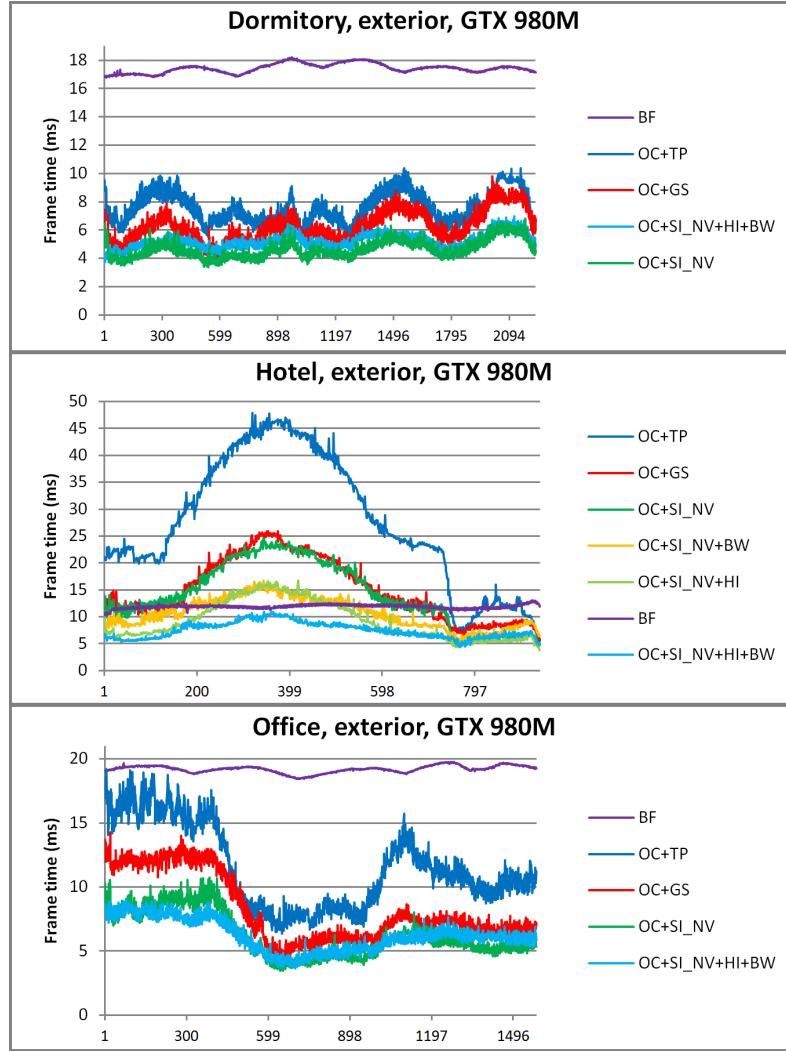 Dormitory, exterior, GTX 980M
Frame time (ms)
18
16
14
12
10
8
6
4
2
0
1
300
599
898
1197
1496
1795
2094
BF
OC+TP
OC+GS
OC+SI_NV+HI+BW
OC+SI_NV
Hotel, exterior, GTX 980M
Frame time (ms)
50
45
40
35
30
25
20
15
10
5
0
1
200
399
598
797
OC+TP
OC+GS
OC+SI_NV
OC+SI_NV+BW
OC+SI_NV+HI
BF
OC+SI_NV+HI+BW
Office, exterior, GTX 980M
Frame time (ms)
20
15
10
5
0
1
300
599
898
1197
1496
BF
OC+TP
OC+GS
OC+SI_NV
OC+SI_NV+HI+BW